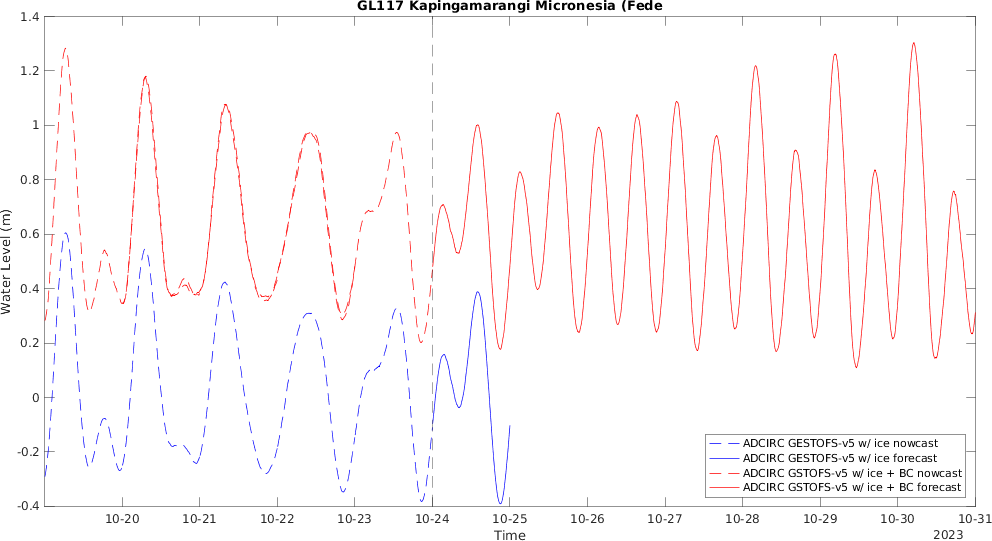 GL117 Kapingamarangi Micronesia (Fede
1.4
1.2
1
0.8
0.6
0.4
0.2
0
-0.2
-0.4
Water Level (m)
ADCIRC GESTOFS-v5 w/ ice nowcast
ADCIRC GESTOFS-v5 w/ ice forecast
ADCIRC GSTOFS-v5 w/ ice + BC nowcast
ADCIRC GSTOFS-v5 w/ ice + BC forecast
10-20 10-21 10-22 10-23 10-24 10-25 10-26 10-27 10-28 10-29 10-30 10-31
Time
2023